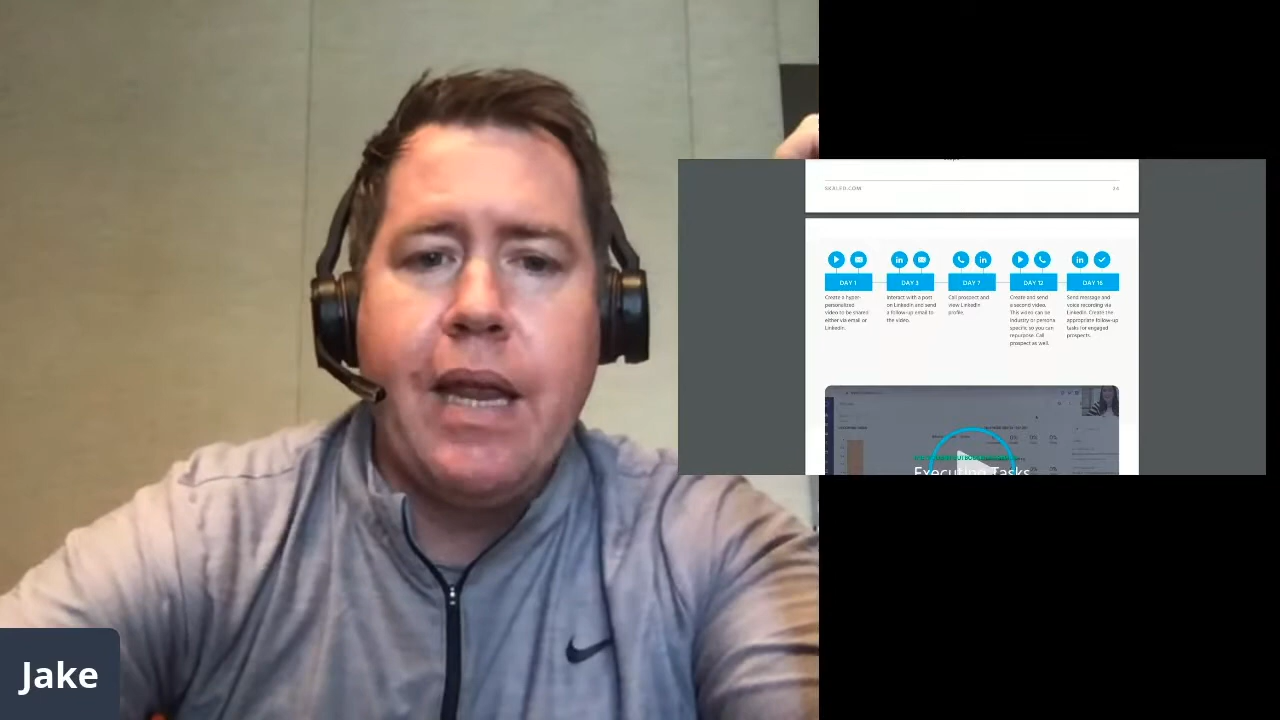 SKALED.COM
DAY 1
DAY 3
DAY 7
DAY 12
DAY 16
Create a hyper-
personalized
video to be shared
either via email or
LinkedIn.
Interact with a post
on LinkedIn and send
a follow-up email to
the video.
Call prospect and
view LinkedIn
profile.
Create and send
a second video.
This video can be
industry or persona
specific so you can
repurpose. Call
prospect as well.
Send message and
voice recording via
LinkedIn. Create the
appropriate follow-up
tasks for engaged
prospects.
Executing Tasks
Jake